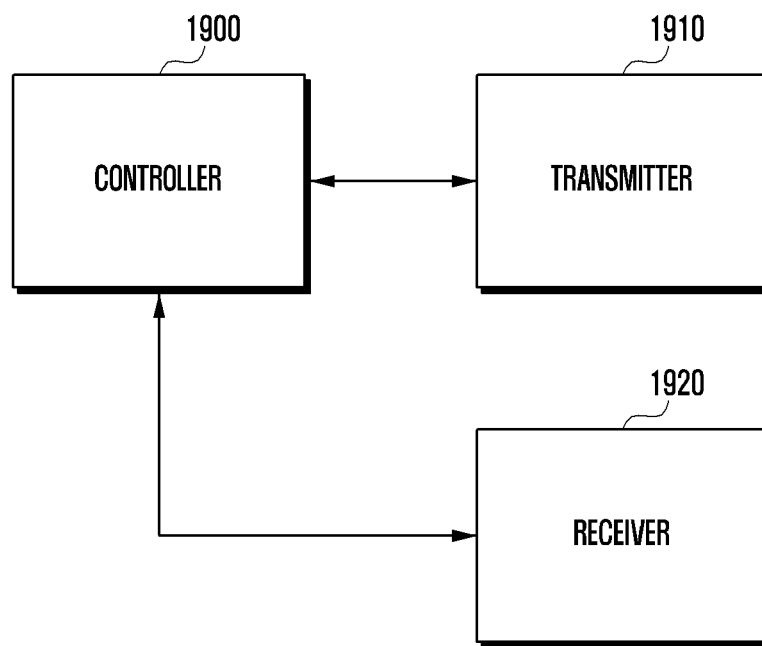 1900
1910
CONTROLLER
TRANSMITTER
1920
RECEIVER